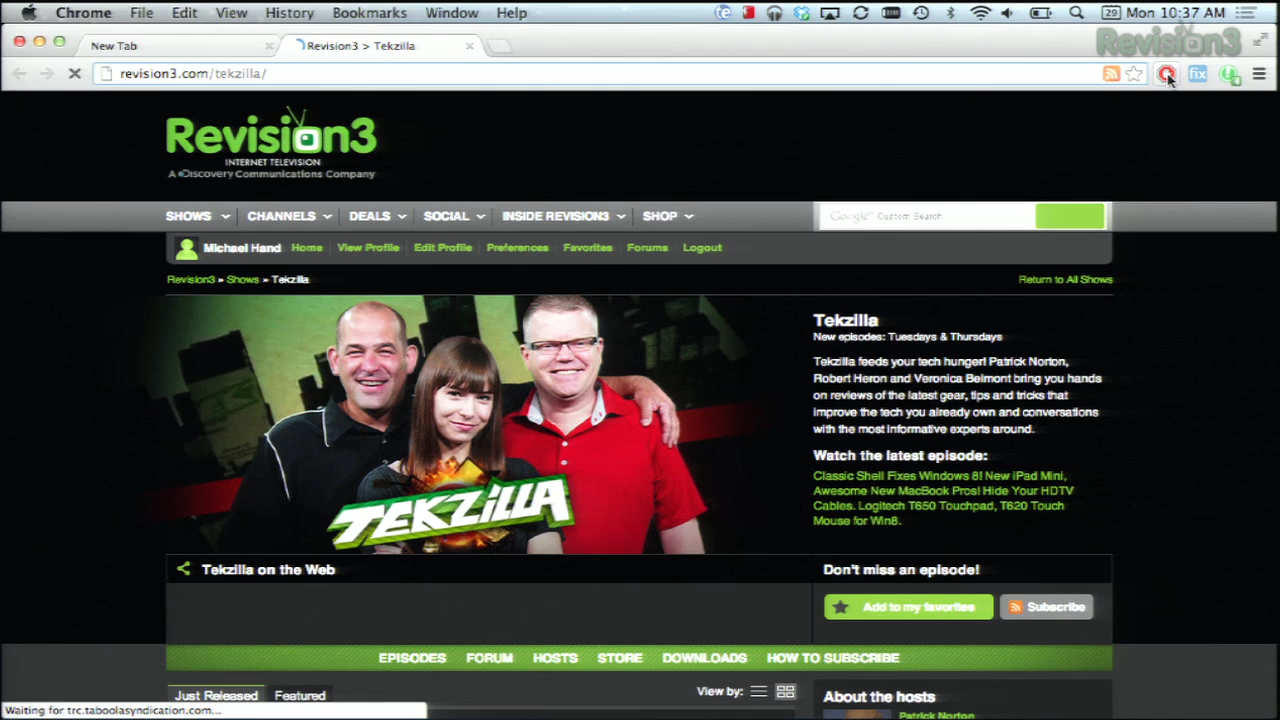 Chrome File Edit View History Bookmarks Window Help
29 Mon 10:37 AM
New Tab
Revision3 > Tekzilla
Revision3
revision3.com/tekzilla/
fix
Revision3
INTERNET TELEVISION
A Discovery Communications Company
SHOWS CHANNELS DEALS SOCIAL INSIDE REVISION3 SHOP
Google Custom Search
Michael Hand Home View Profile Edit Profile Preferences Favorites Forums Logout
Revision3 » Shows » Tekzilla
Return to All Shows
TEKZILLA
Tekzilla
New episodes: Tuesdays & Thursdays
Tekzilla feeds your tech hunger! Patrick Norton,
Robert Heron and Veronica Belmont bring you hands
on reviews of the latest gear, tips and tricks that
improve the tech you already own and conversations
with the most informative experts around.
Watch the latest episode:
Classic Shell Fixes Windows 8! New iPad Mini,
Awesome New MacBook Pros! Hide Your HDTV
Cables. Logitech T650 Touchpad, T620 Touch
Mouse for Win8.
Tekzilla on the Web
Don't miss an episode!
Add to my favorites
Subscribe
EPISODES FORUM HOSTS STORE DOWNLOADS HOW TO SUBSCRIBE
Just Released Featured
View by:
About the hosts
Patrick Norton
Waiting for trc.taboolasyndication.com...